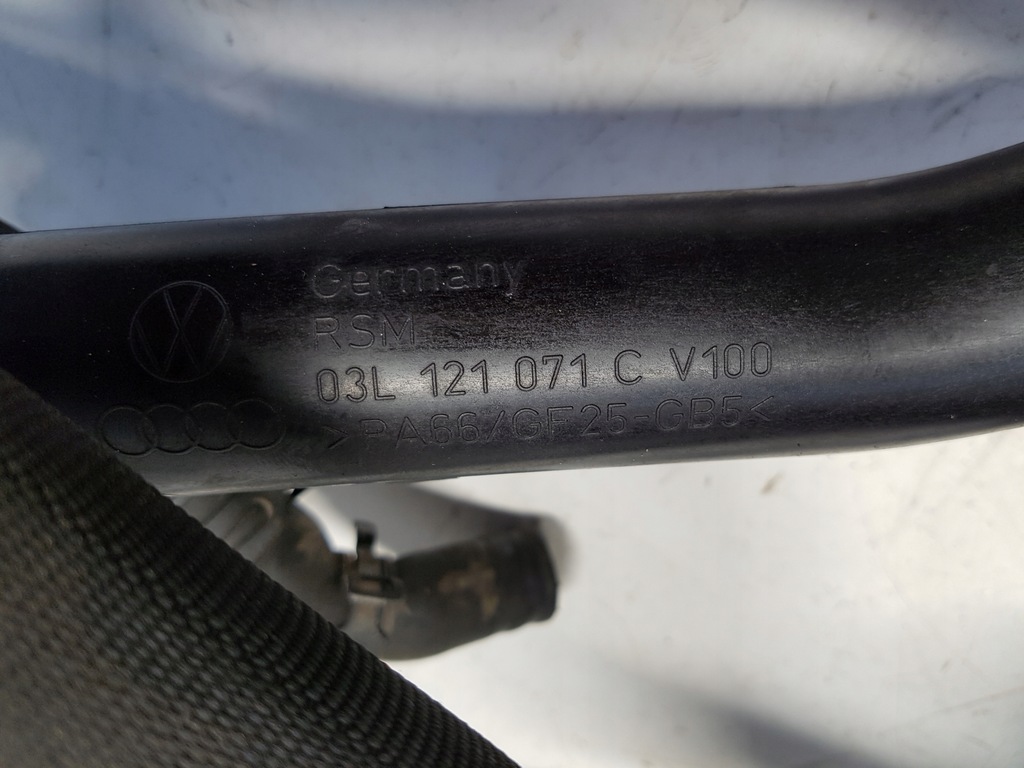 Germany
RSM
03L 121 071 C V100
>PA66/GF25-GB5<